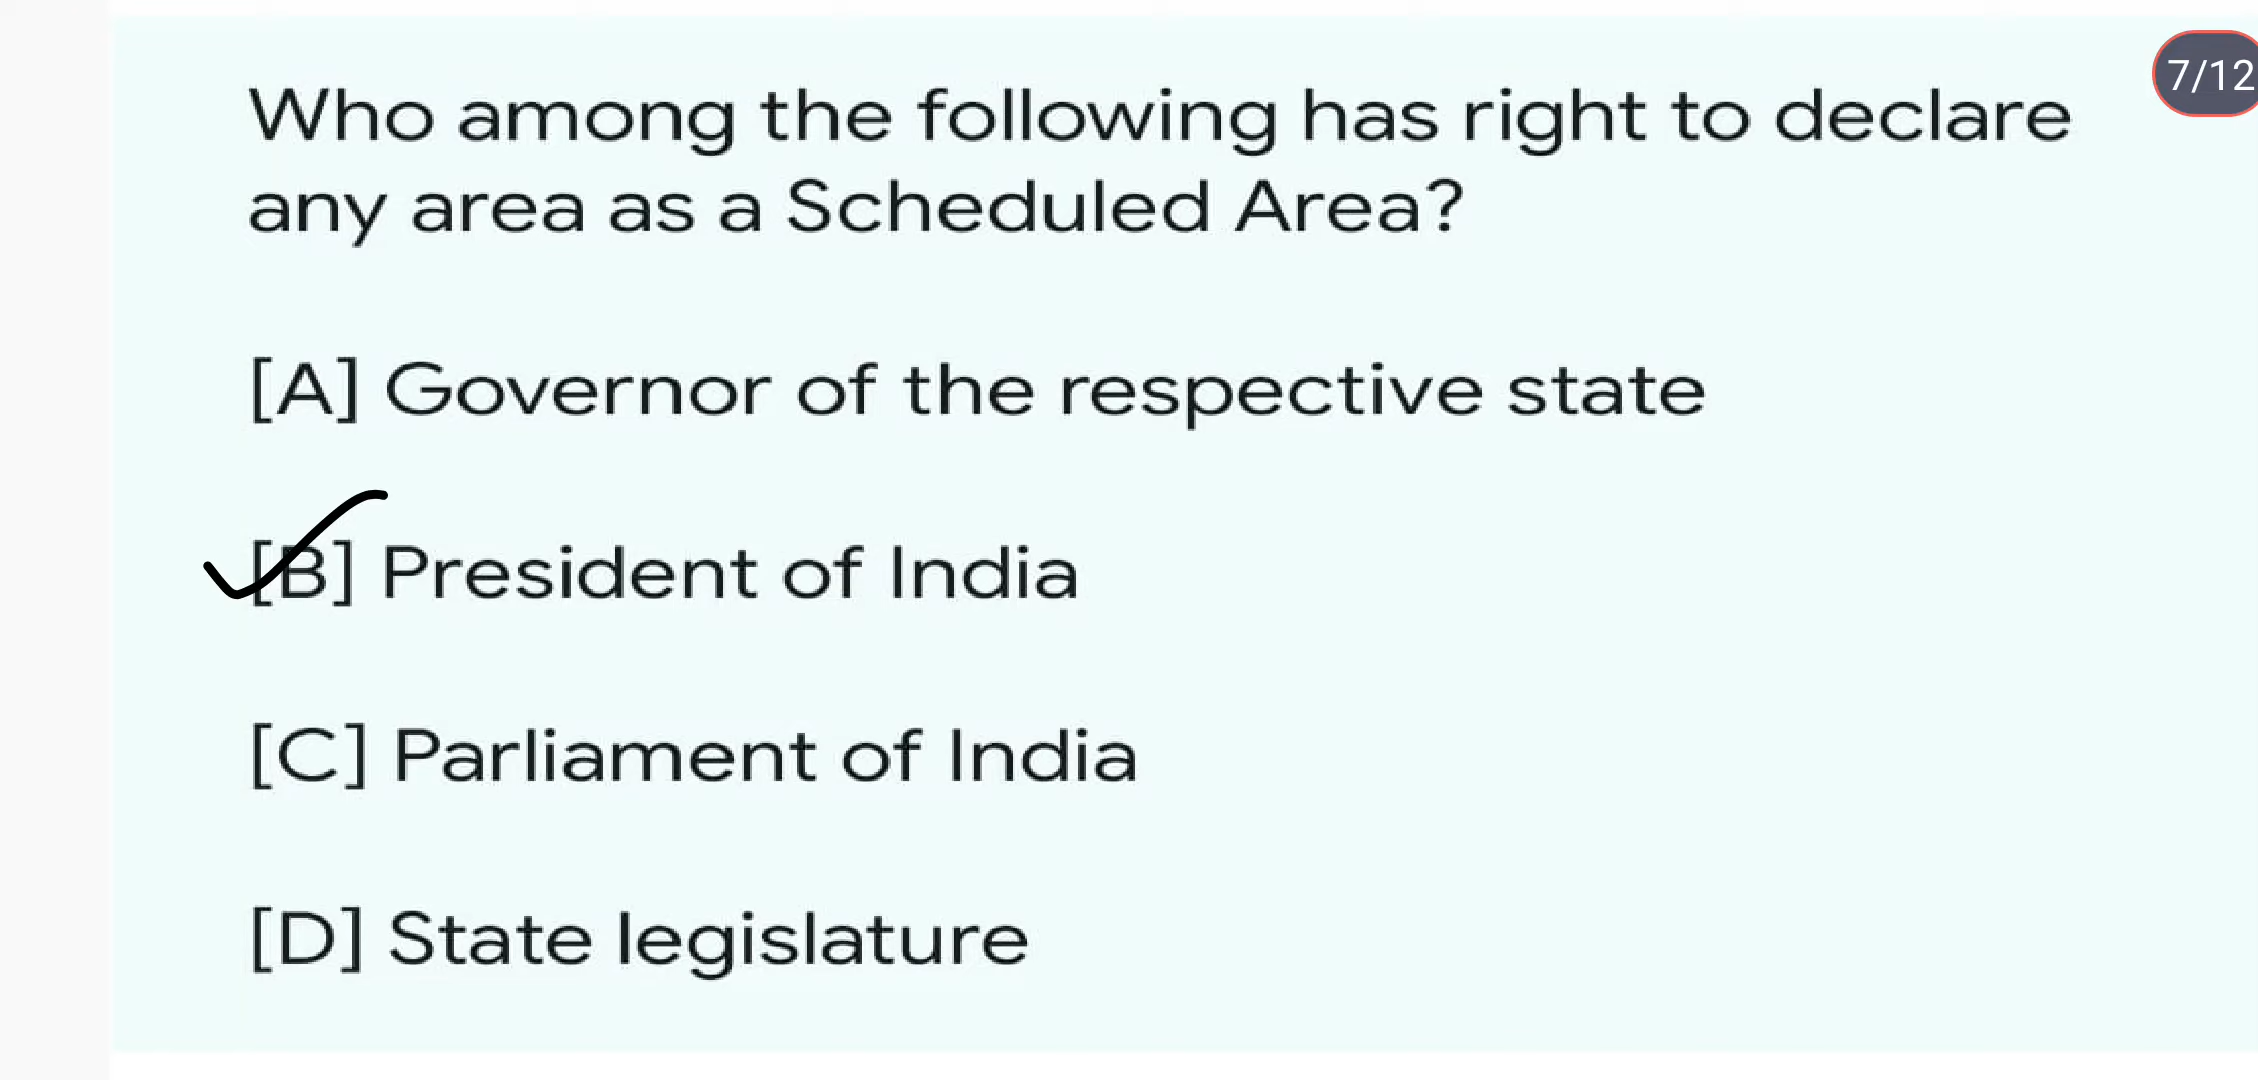 7/12
Who among the following has right to declare
any area as a Scheduled Area?
[A] Governor of the respective state
[B] President of India
[C] Parliament of India
[D] State legislature